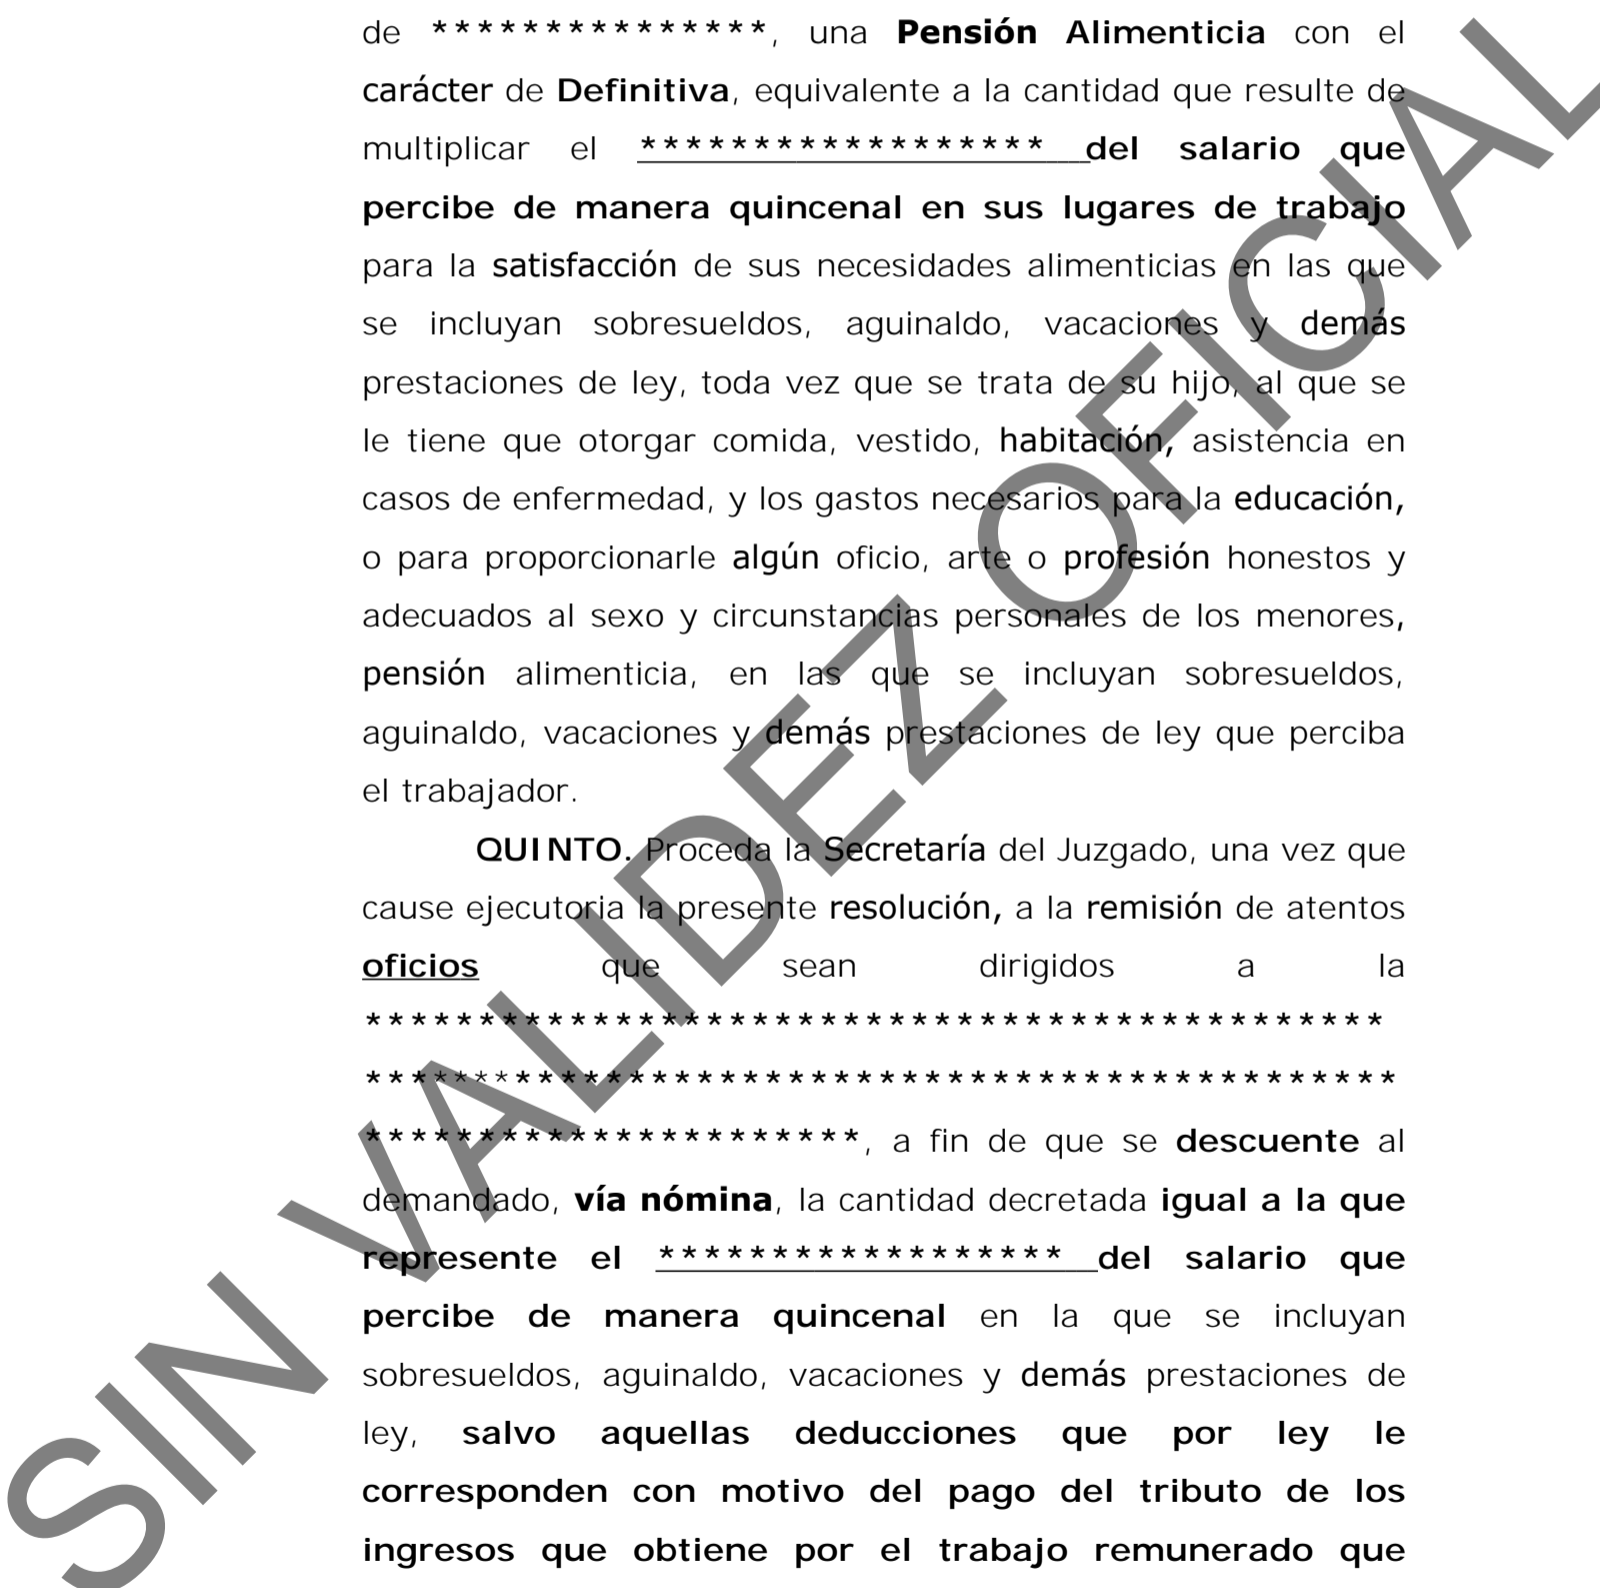 de ***************, una Pensión Alimenticia con el
carácter de Definitiva, equivalente a la cantidad que resulte de
multiplicar el ****************** del salario que
percibe de manera quincenal en sus lugares de trabajo
para la satisfacción de sus necesidades alimenticias en las que
se incluyan sobresueldos, aguinaldo, vacaciones y demás
prestaciones de ley, toda vez que se trata de su hijo, al que se
le tiene que otorgar comida, vestido, habitación, asistencia en
casos de enfermedad, y los gastos necesarios para la educación,
o para proporcionarle algún oficio, arte o profesión honestos y
adecuados al sexo y circunstancias personales de los menores,
pensión alimenticia, en las que se incluyan sobresueldos,
aguinaldo, vacaciones y demás prestaciones de ley que perciba
el trabajador.
QUINTO. Proceda la Secretaría del Juzgado, una vez que
cause ejecutoria la presente resolución, a la remisión de atentos
oficios que sean dirigidos a la
*********************************************
**********************************************
**********************, a fin de que se descuente al
demandado, vía nómina, la cantidad decretada igual a la que
represente el ****************** del salario que
percibe de manera quincenal en la que se incluyan
sobresueldos, aguinaldo, vacaciones y demás prestaciones de
ley, salvo aquellas deducciones que por ley le
corresponden con motivo del pago del tributo de los
ingresos que obtiene por el trabajo remunerado que
SIN VALIDEZ OFICIAL